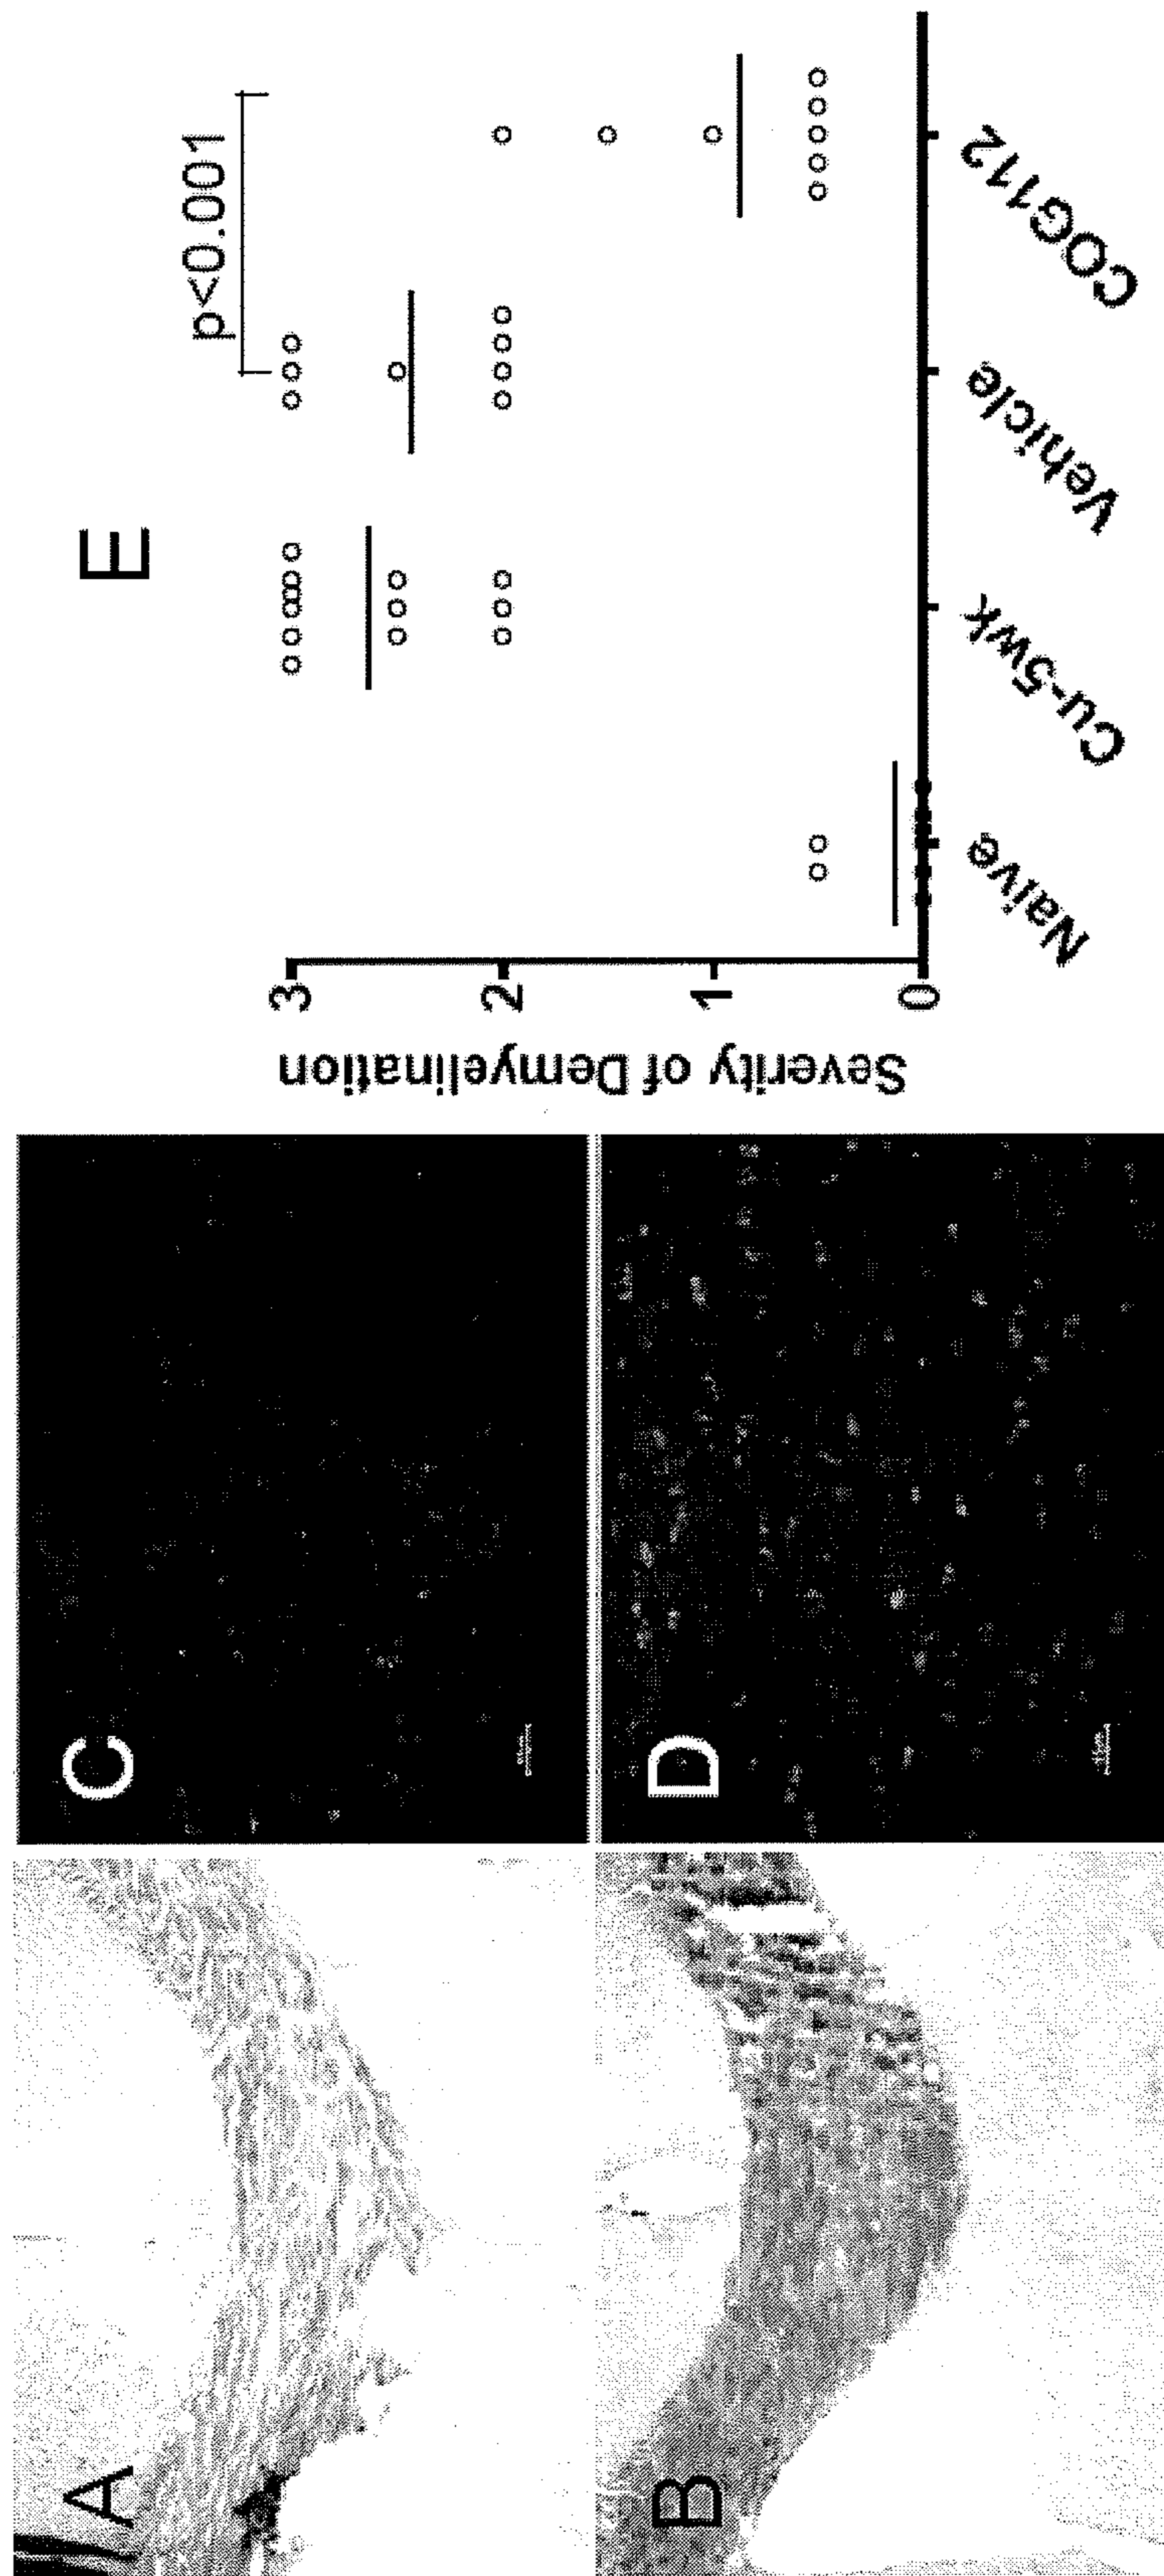 A
B
C
D
E
p<0.001
Severity of Demyelination
3
2
1
0
Naive
Cu-5wk
Vehicle
COG112